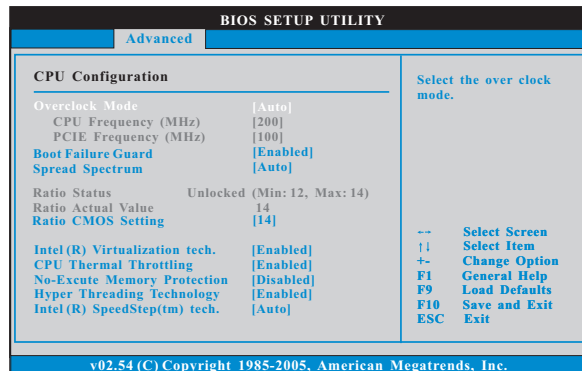 BIOS SETUP UTILITY
Advanced
CPU Configuration
Overclock Mode [Auto]
CPU Frequency (MHz) [200]
PCIE Frequency (MHz) [100]
Boot Failure Guard [Enabled]
Spread Spectrum [Auto]
Ratio Status Unlocked (Min: 12, Max: 14)
Ratio Actual Value 14
Ratio CMOS Setting [14]
Intel (R) Virtualization tech. [Enabled]
CPU Thermal Throttling [Enabled]
No-Excute Memory Protection [Disabled]
Hyper Threading Technology [Enabled]
Intel (R) SpeedStep(tm) tech. [Auto]
Select the over clock
mode.
←→ Select Screen
↑↓ Select Item
+- Change Option
F1 General Help
F9 Load Defaults
F10 Save and Exit
ESC Exit
v02.54 (C) Copyright 1985-2005, American Megatrends, Inc.